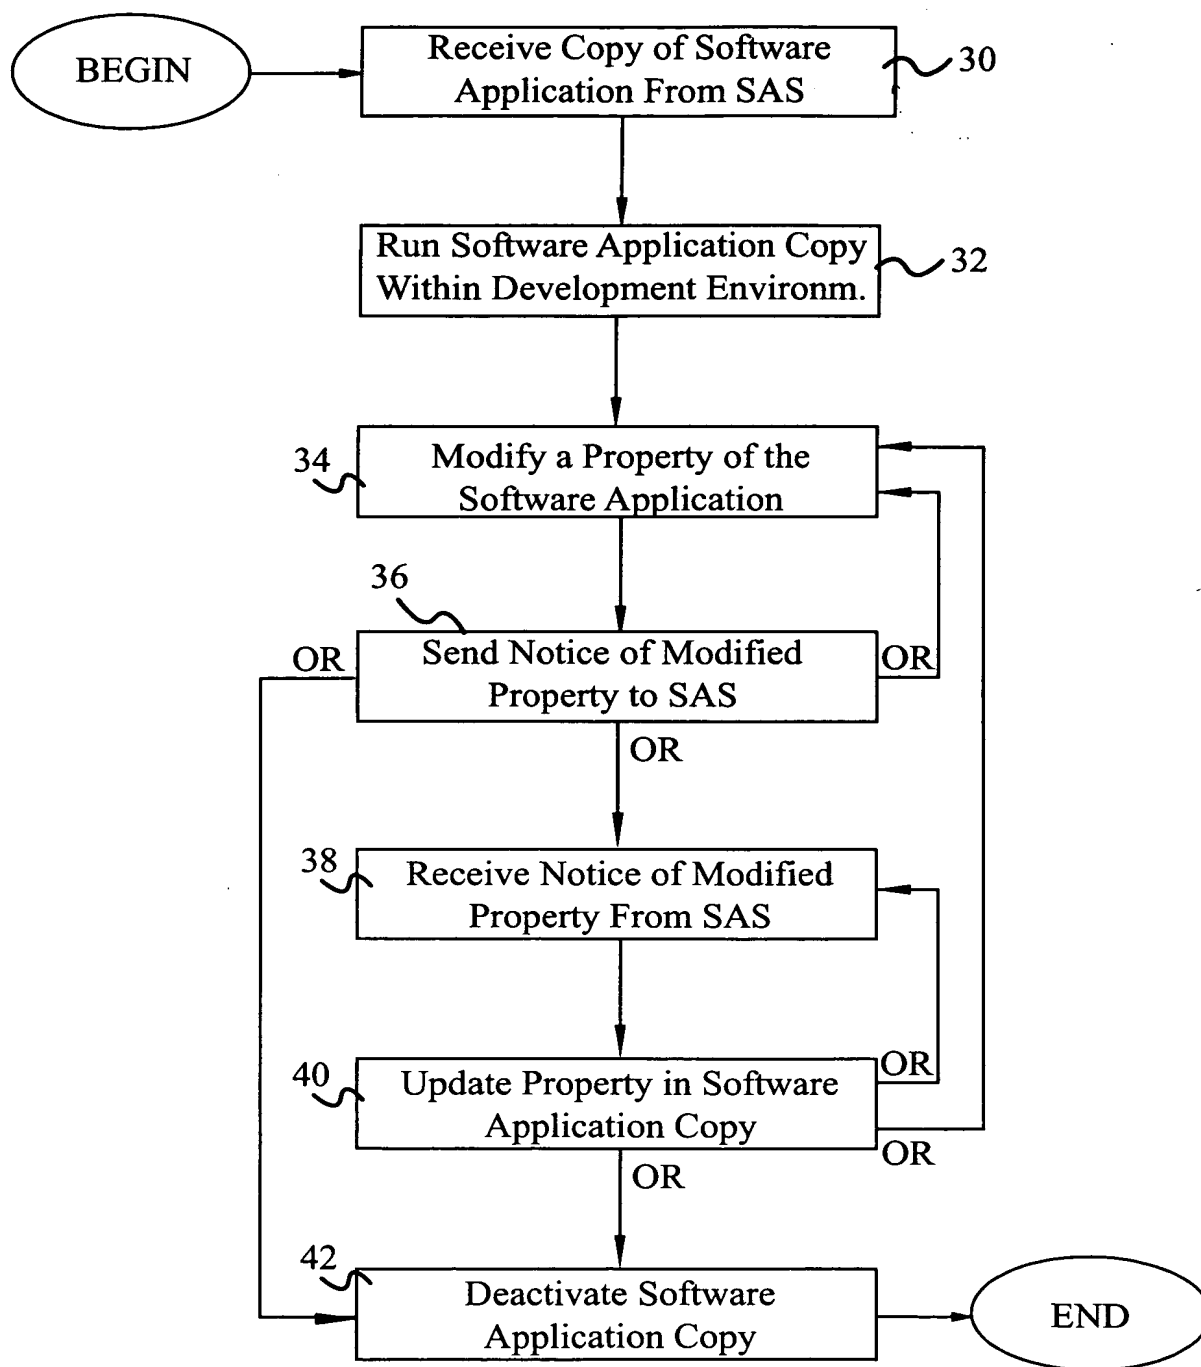 BEGIN
Receive Copy of Software
Application From SAS
30
Run Software Application Copy
Within Development Environm.
32
34
Modify a Property of the
Software Application
36
OR
Send Notice of Modified
Property to SAS
OR
OR
38
Receive Notice of Modified
Property From SAS
40
Update Property in Software
Application Copy
OR
OR
OR
42
Deactivate Software
Application Copy
END